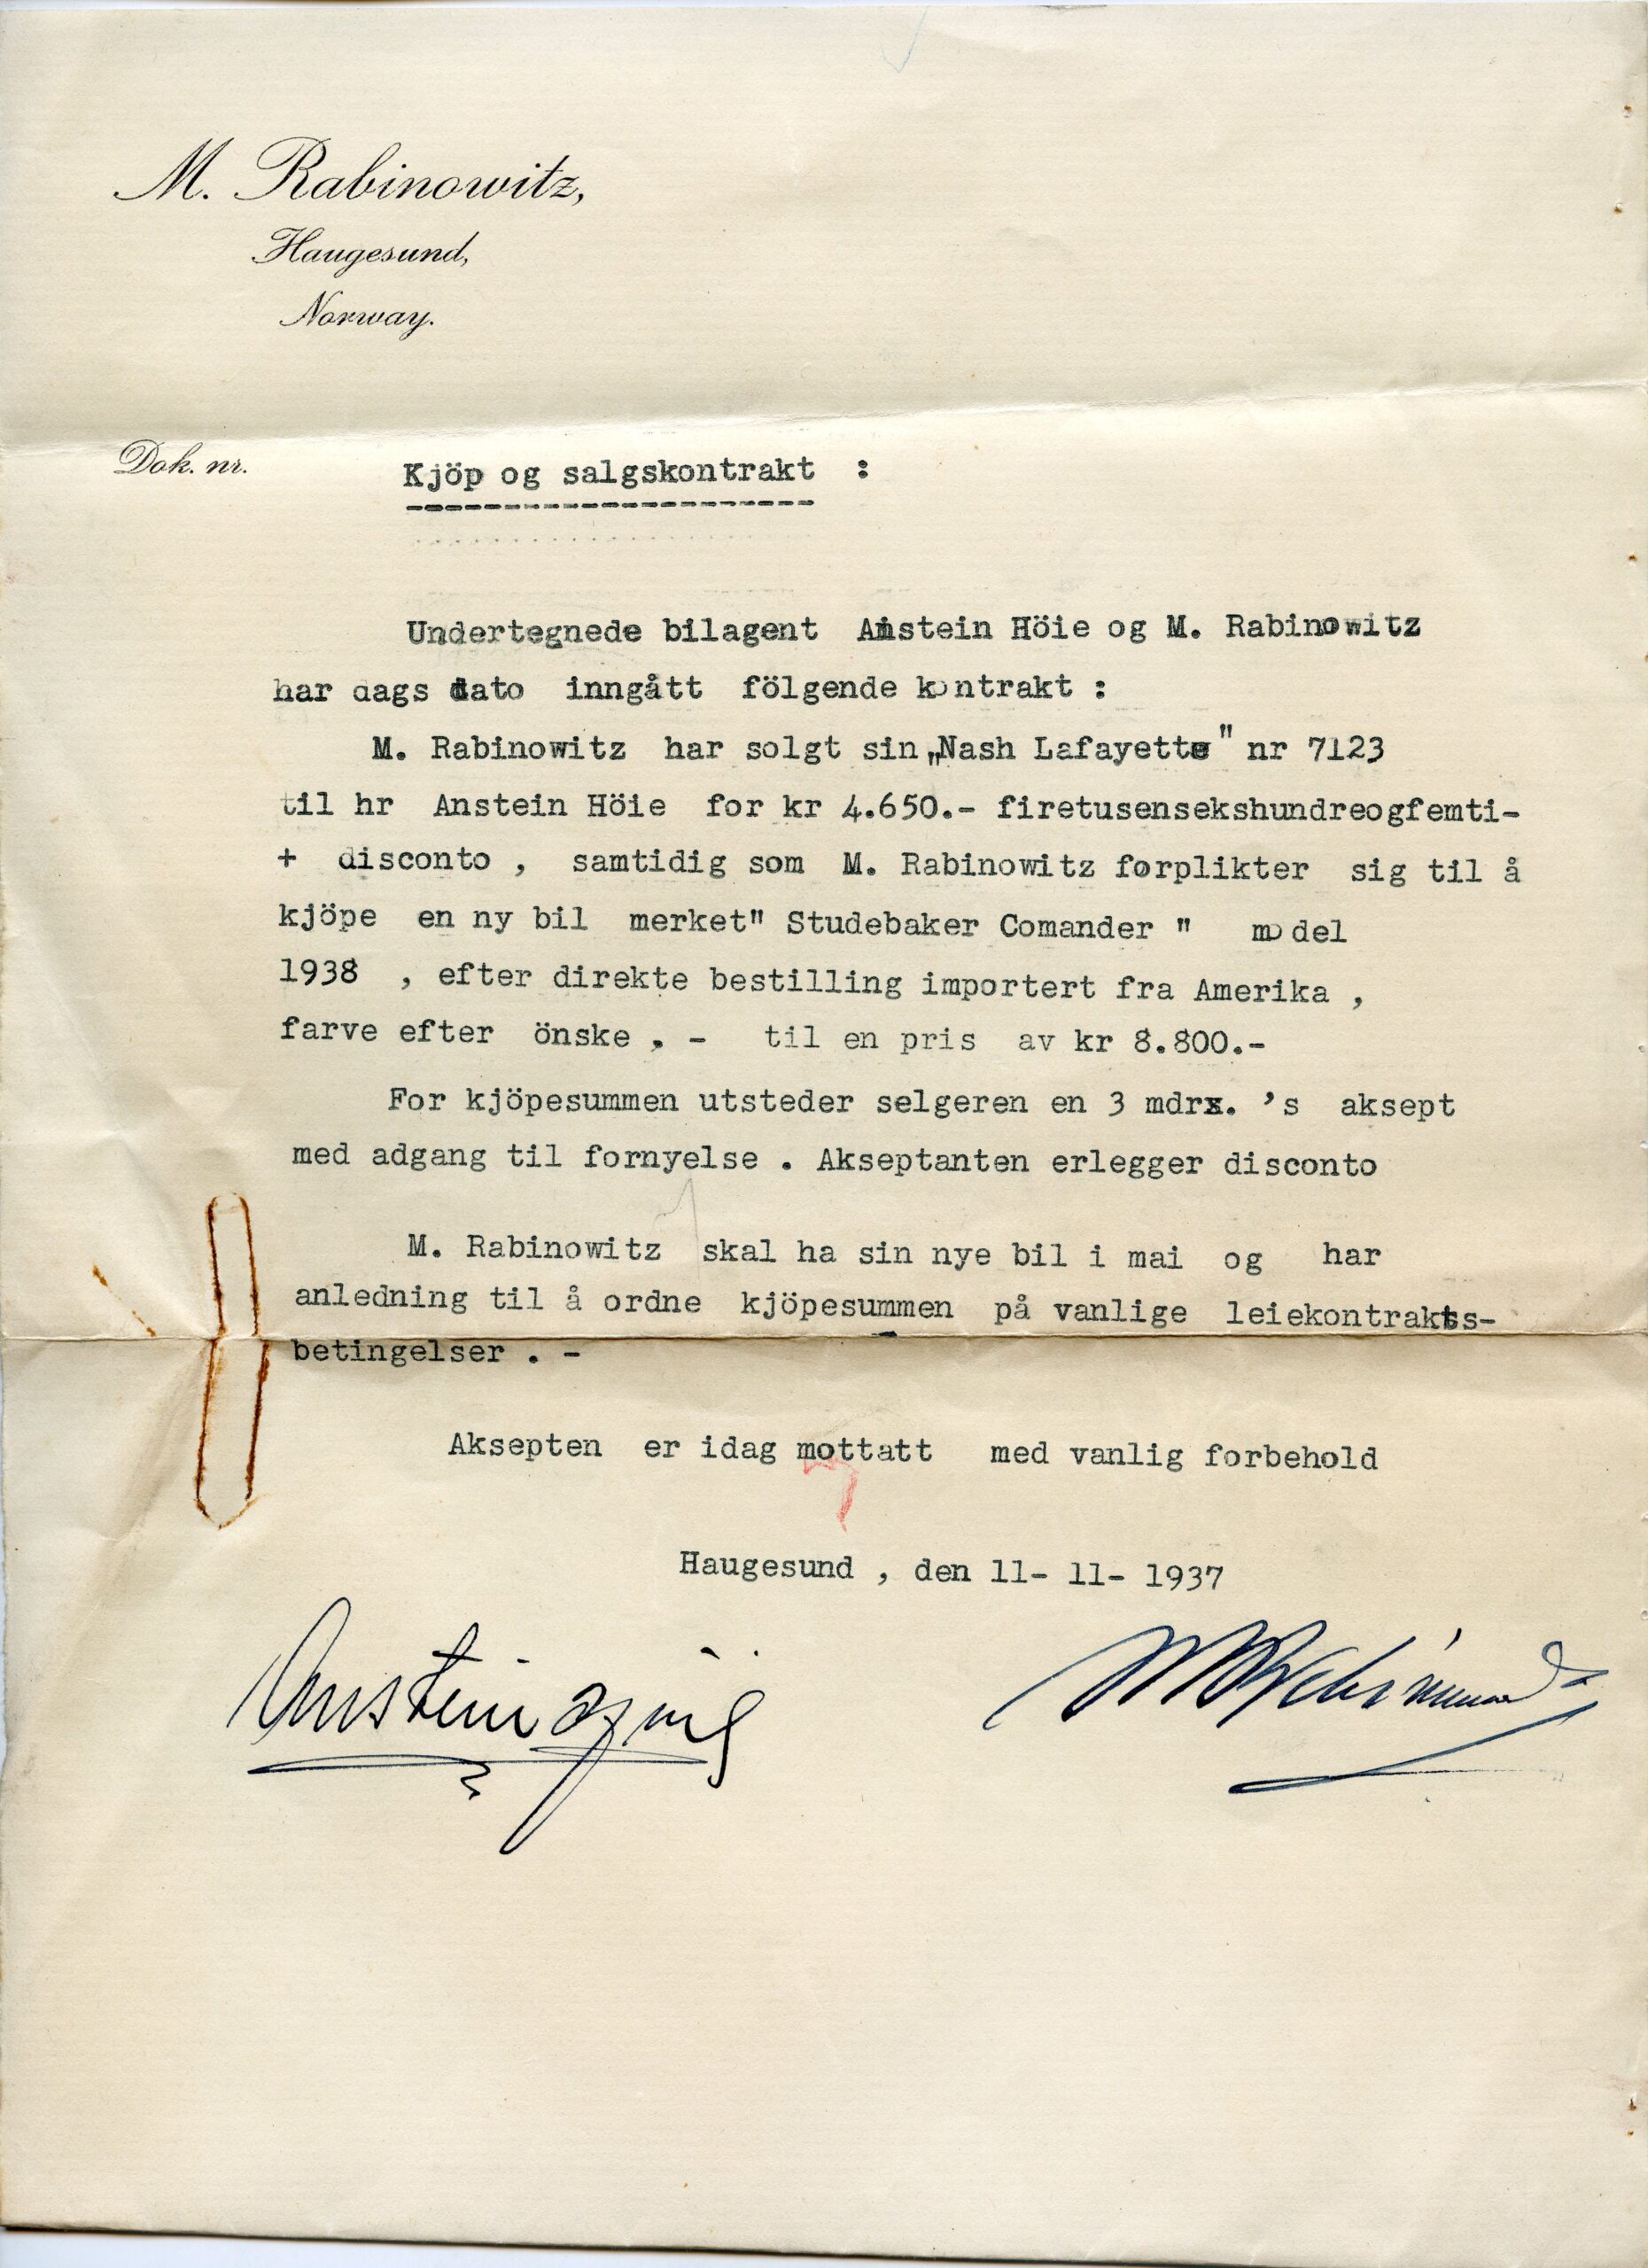 M. Rabinowitz,
Haugesund,
Norway.
Dok. nr.
Kjöp og salgskontrakt :
Undertegnede bilagent Anstein Höie og M. Rabinowitz
har dags dato inngått fölgende kontrakt :
M. Rabinowitz har solgt sin „Nash Lafayette" nr 7123
til hr Anstein Höie for kr 4.650.- firetusensekshundreogfemti-
+ disconto , samtidig som M. Rabinowitz forplikter sig til å
kjöpe en ny bil merket" Studebaker Comander " model
1938 , efter direkte bestilling importert fra Amerika ,
farve efter önske , - til en pris av kr 8.800.-
For kjöpesummen utsteder selgeren en 3 mdrs. 's aksept
med adgang til fornyelse . Akseptanten erlegger disconto
M. Rabinowitz skal ha sin nye bil i mai og har
anledning til å ordne kjöpesummen på vanlige leiekontrakts-
betingelser . -
Aksepten er idag mottatt med vanlig forbehold
Haugesund , den 11- 11- 1937
Anstein Höie M Rabinowitz